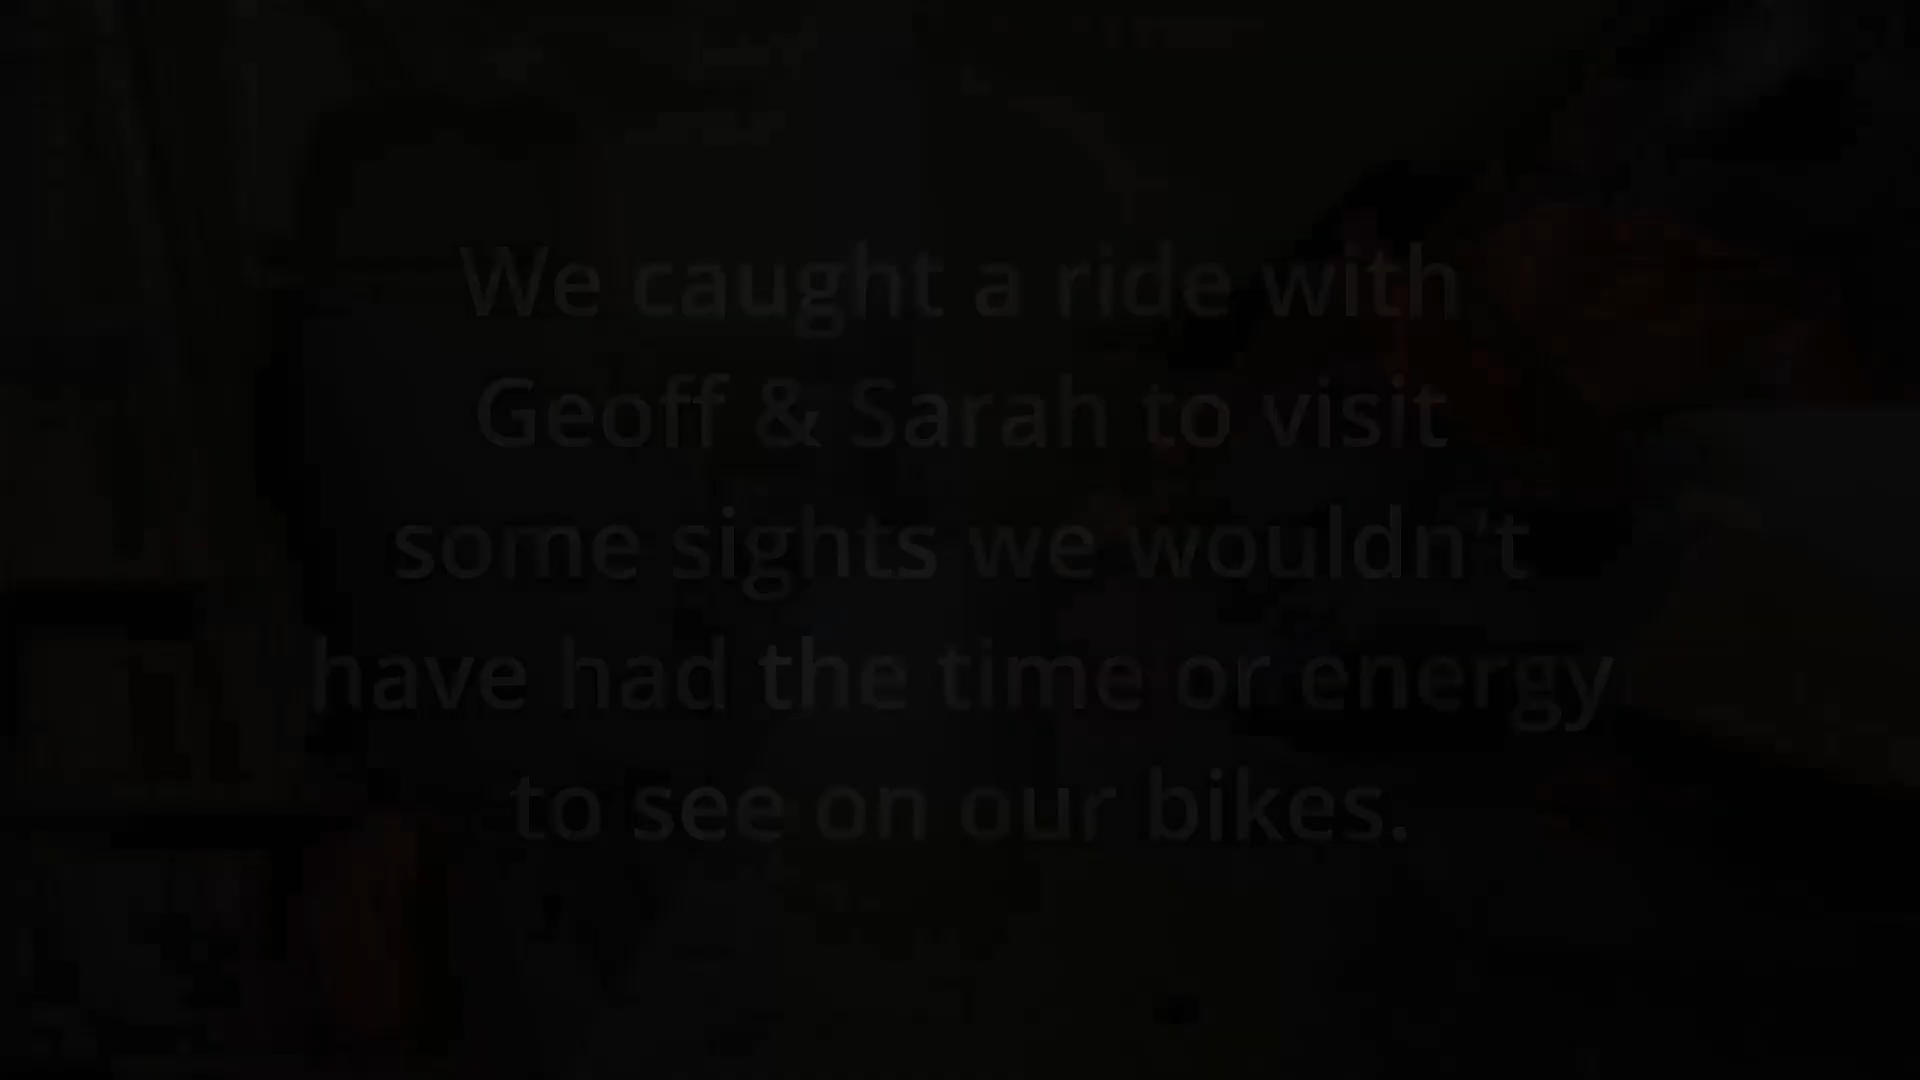 We caught a ride with
Geoff & Sarah to visit
some sights we wouldn't
have had the time or energy
to see on our bikes.